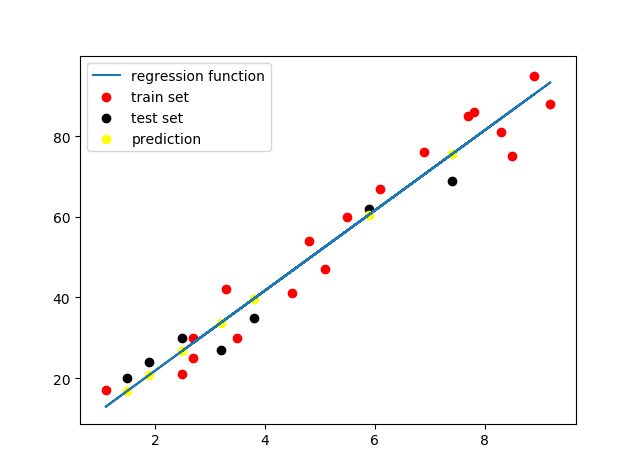 regression function
train set
test set
prediction
80
60
40
20
2 4 6 8